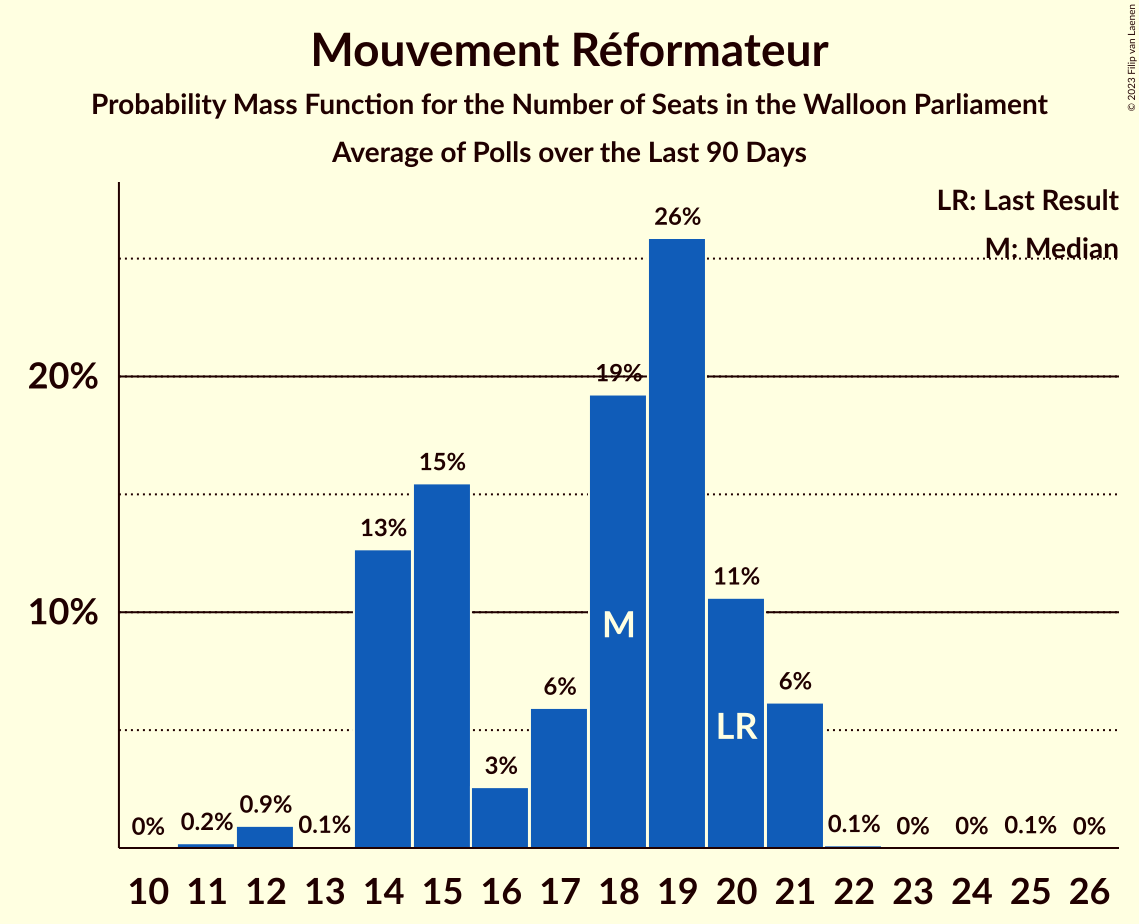 Mouvement Réformateur
Probability Mass Function for the Number of Seats in the Walloon Parliament
Average of Polls over the Last 90 Days
© 2023 Filip van Laenen
LR: Last Result
M: Median
26%
20%
19%
15%
13%
11%
10%
M
6%
6%
LR
3%
0%
0.2%
0.9%
0.1%
0.1%
0%
0%
0.1%
0%
10 11 12 13 14 15 16 17 18 19 20 21 22 23 24 25 26